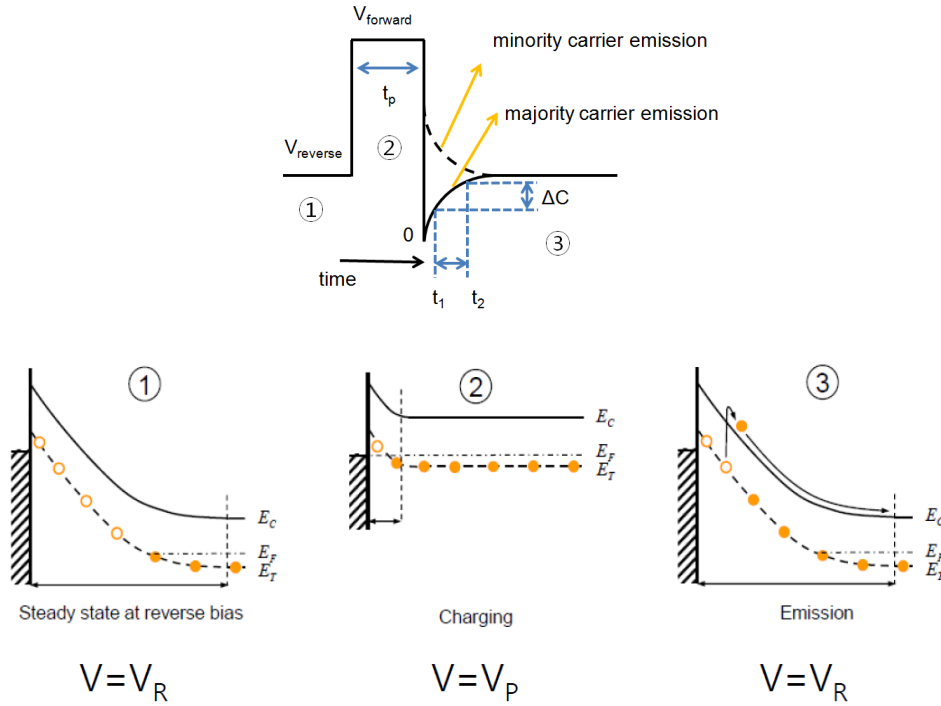 V_forward
minority carrier emission
t_p
majority carrier emission
②
V_reverse
①
ΔC
0
③
time
t_1 t_2
① ② ③
E_C
E_F
E_T
E_C
E_F
E_T
E_C
E_F
E_T
Steady state at reverse bias
Charging
Emission
V=V_R
V=V_P
V=V_R